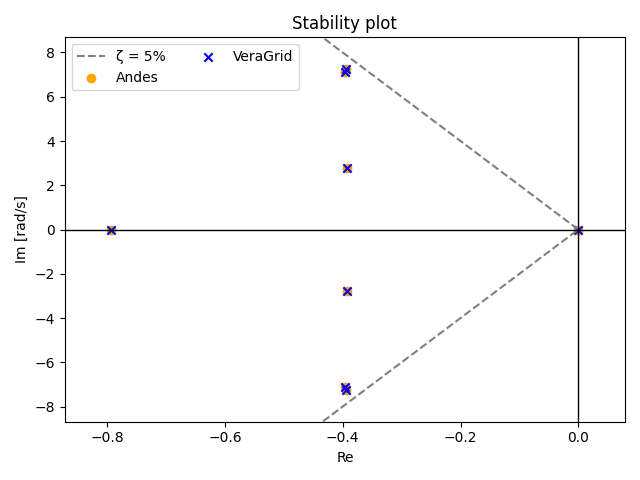 Stability plot
ζ = 5%
Andes
VeraGrid
8
6
4
2
0
−2
−4
−6
−8
Im [rad/s]
−0.8
−0.6
−0.4
−0.2
0.0
Re